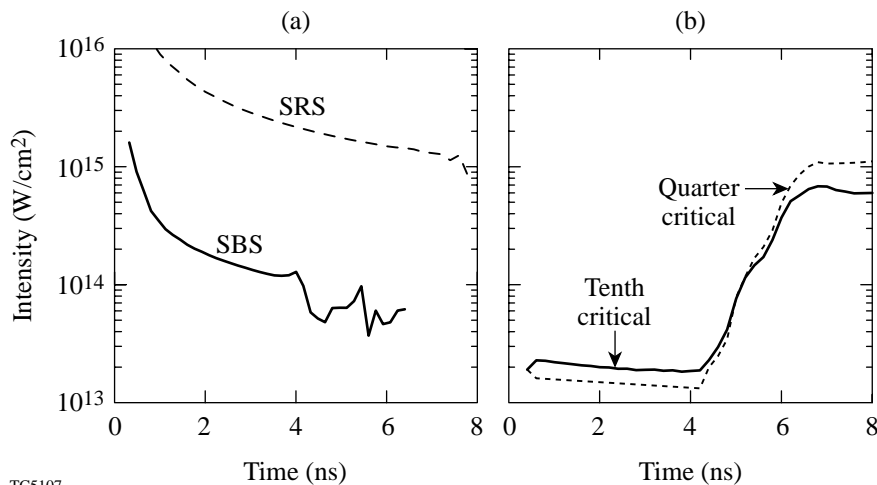 (a)
(b)
10^16
10^15
10^14
10^13
Intensity (W/cm^2)
SRS
SBS
Quarter
critical
Tenth
critical
0 2 4 6 8
2 4 6 8
Time (ns)
Time (ns)
TC5107